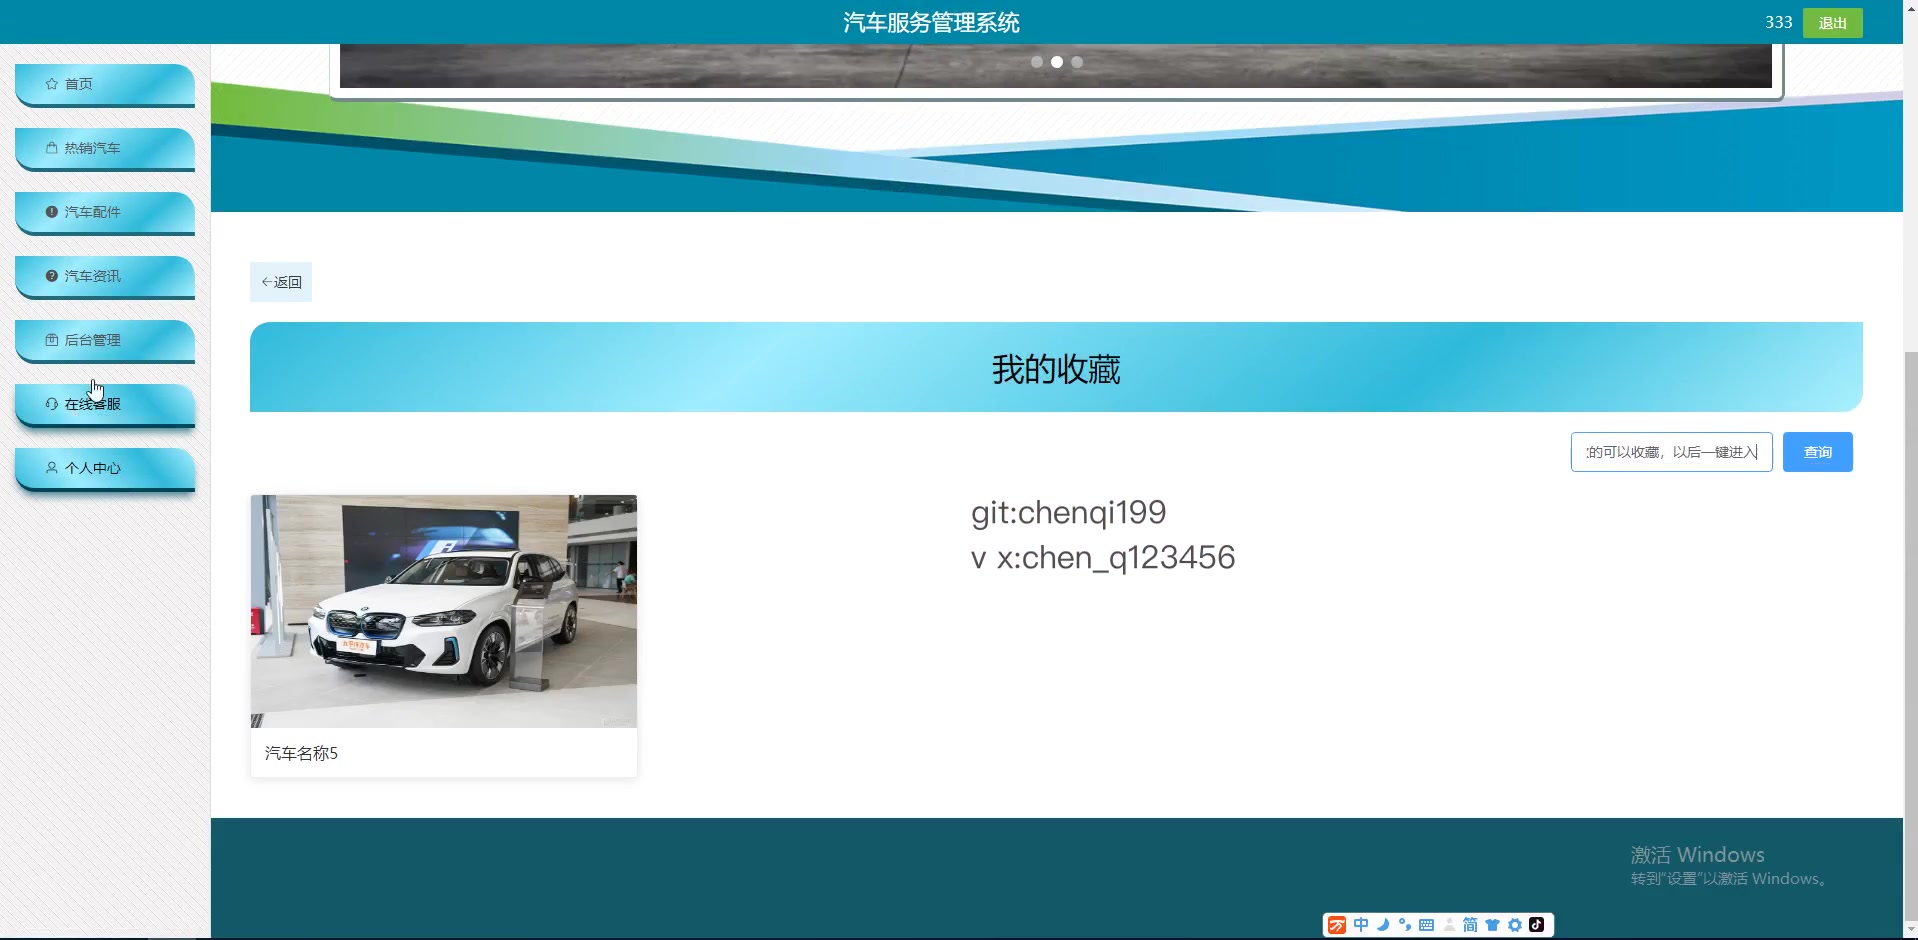 汽车服务管理系统
333
退出
首页
热销汽车
汽车配件
汽车资讯
后台管理
在线客服
个人中心
←返回
我的收藏
的可以收藏，以后一键进入
查询
git:chenqi199
v x:chen_q123456
汽车名称5
激活 Windows
转到"设置"以激活 Windows。
中
简